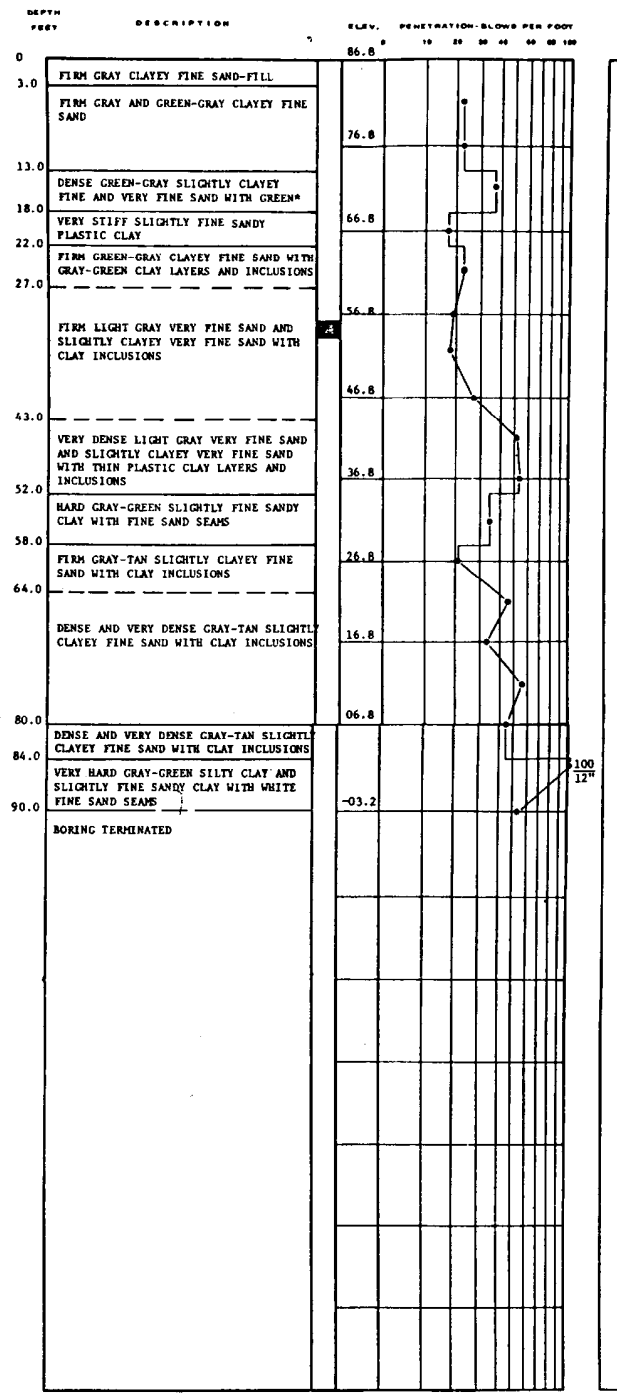 DEPTH FEET
DESCRIPTION
ELEV.
PENETRATION-BLOWS PER FOOT
0 10 20 30 40 60 80 100
0
86.8
FIRM GRAY CLAYEY FINE SAND-FILL
3.0
FIRM GRAY AND GREEN-GRAY CLAYEY FINE
SAND
76.8
13.0
DENSE GREEN-GRAY SLIGHTLY CLAYEY
FINE AND VERY FINE SAND WITH GREEN*
18.0
VERY STIFF SLIGHTLY FINE SANDY
PLASTIC CLAY
66.8
22.0
FIRM GREEN-GRAY CLAYEY FINE SAND WITH
GRAY-GREEN CLAY LAYERS AND INCLUSIONS
27.0
56.8
FIRM LIGHT GRAY VERY FINE SAND AND
SLIGHTLY CLAYEY VERY FINE SAND WITH
CLAY INCLUSIONS
A
46.8
43.0
VERY DENSE LIGHT GRAY VERY FINE SAND
AND SLIGHTLY CLAYEY VERY FINE SAND
WITH THIN PLASTIC CLAY LAYERS AND
INCLUSIONS
36.8
52.0
HARD GRAY-GREEN SLIGHTLY FINE SANDY
CLAY WITH FINE SAND SEAMS
58.0
FIRM GRAY-TAN SLIGHTLY CLAYEY FINE
SAND WITH CLAY INCLUSIONS
26.8
64.0
DENSE AND VERY DENSE GRAY-TAN SLIGHTLY
CLAYEY FINE SAND WITH CLAY INCLUSIONS
16.8
80.0
06.8
DENSE AND VERY DENSE GRAY-TAN SLIGHTLY
CLAYEY FINE SAND WITH CLAY INCLUSIONS
84.0
100
12"
VERY HARD GRAY-GREEN SILTY CLAY AND
SLIGHTLY FINE SANDY CLAY WITH WHITE
FINE SAND SEAMS
90.0
-03.2
BORING TERMINATED